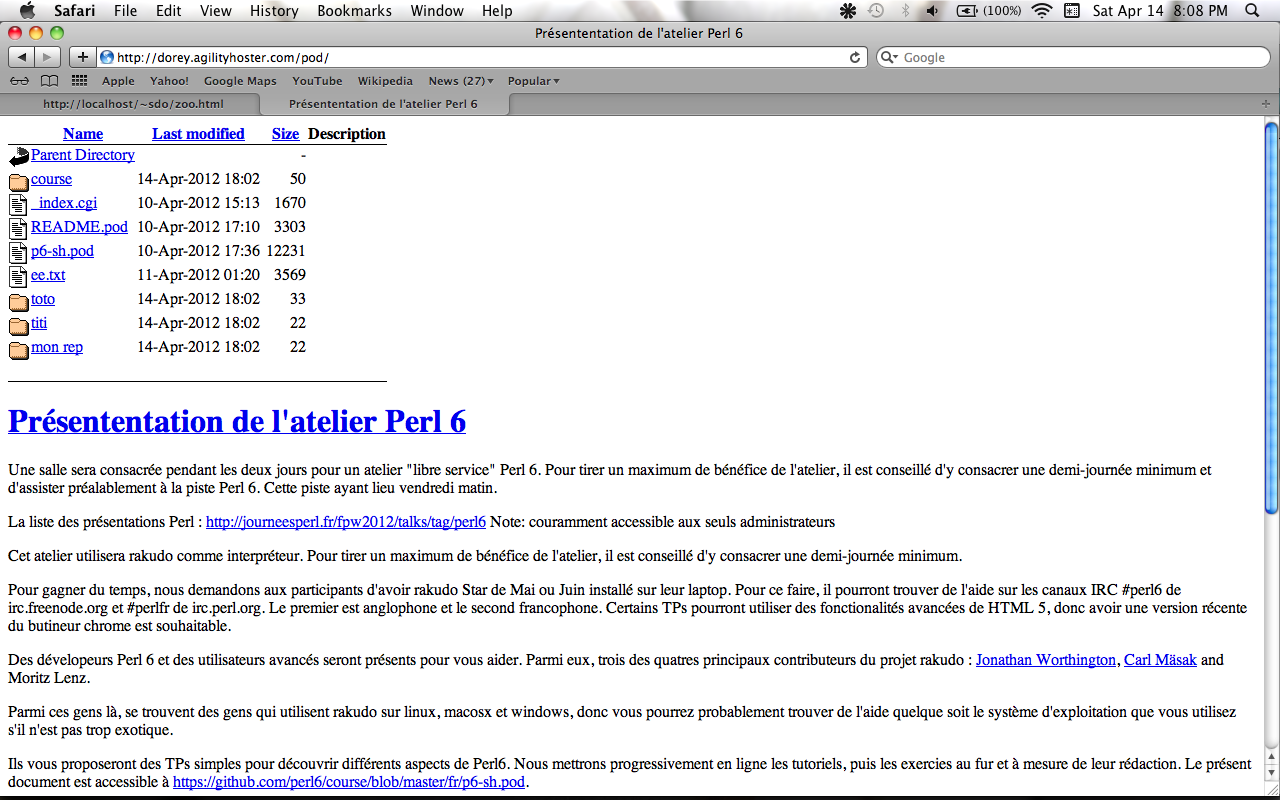 Safari File Edit View History Bookmarks Window Help (100%) Sat Apr 14 8:08 PM
Présententation de l'atelier Perl 6
http://dorey.agilityhoster.com/pod/ Google
Apple Yahoo! Google Maps YouTube Wikipedia News (27) Popular
http://localhost/~sdo/zoo.html Présententation de l'atelier Perl 6
Name Last modified Size Description
Parent Directory -
course 14-Apr-2012 18:02 50
_index.cgi 10-Apr-2012 15:13 1670
README.pod 10-Apr-2012 17:10 3303
p6-sh.pod 10-Apr-2012 17:36 12231
ee.txt 11-Apr-2012 01:20 3569
toto 14-Apr-2012 18:02 33
titi 14-Apr-2012 18:02 22
mon rep 14-Apr-2012 18:02 22
Présententation de l'atelier Perl 6
Une salle sera consacrée pendant les deux jours pour un atelier "libre service" Perl 6. Pour tirer un maximum de bénéfice de l'atelier, il est conseillé d'y consacrer une demi-journée minimum et
d'assister préalablement à la piste Perl 6. Cette piste ayant lieu vendredi matin.
La liste des présentations Perl : http://journeesperl.fr/fpw2012/talks/tag/perl6 Note: couramment accessible aux seuls administrateurs
Cet atelier utilisera rakudo comme interpréteur. Pour tirer un maximum de bénéfice de l'atelier, il est conseillé d'y consacrer une demi-journée minimum.
Pour gagner du temps, nous demandons aux participants d'avoir rakudo Star de Mai ou Juin installé sur leur laptop. Pour ce faire, il pourront trouver de l'aide sur les canaux IRC #perl6 de
irc.freenode.org et #perlfr de irc.perl.org. Le premier est anglophone et le second francophone. Certains TPs pourront utiliser des fonctionalités avancées de HTML 5, donc avoir une version récente
du butineur chrome est souhaitable.
Des dévelopeurs Perl 6 et des utilisateurs avancés seront présents pour vous aider. Parmi eux, trois des quatres principaux contributeurs du projet rakudo : Jonathan Worthington, Carl Mäsak and
Moritz Lenz.
Parmi ces gens là, se trouvent des gens qui utilisent rakudo sur linux, macosx et windows, donc vous pourrez probablement trouver de l'aide quelque soit le système d'exploitation que vous utilisez
s'il n'est pas trop exotique.
Ils vous proposeront des TPs simples pour découvrir différents aspects de Perl6. Nous mettrons progressivement en ligne les tutoriels, puis les exercies au fur et à mesure de leur rédaction. Le présent
document est accessible à https://github.com/perl6/course/blob/master/fr/p6-sh.pod.